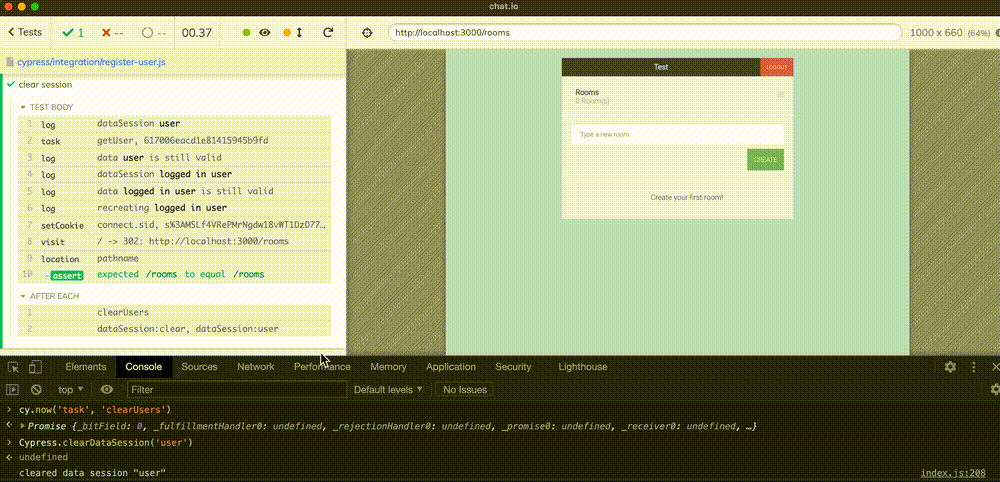 chat.io
Tests
1
--
--
00.37
http://localhost:3000/rooms
1000 x 660 (64%)
cypress/integration/register-user.js
clear session
TEST BODY
1 log dataSession user
2 task getUser, 617006eacd1e81415945b9fd
3 log data user is still valid
4 log dataSession logged in user
5 log data logged in user is still valid
6 log recreating logged in user
7 setCookie connect.sid, s%3AMSLf4VRePMrNgdw18vWT1DzD77…
8 visit / -> 302: http://localhost:3000/rooms
9 location pathname
10 -assert expected /rooms to equal /rooms
AFTER EACH
1 clearUsers
2 dataSession:clear, dataSession:user
Test
LOGOUT
Rooms
0 Room(s)
Type a new room
CREATE
Create your first room!
Elements Console Sources Network Performance Memory Application Security Lighthouse
top Filter Default levels No Issues
> cy.now('task', 'clearUsers')
Promise {_bitField: 0, _fulfillmentHandler0: undefined, _rejectionHandler0: undefined, _promise0: undefined, _receiver0: undefined, …}
> Cypress.clearDataSession('user')
undefined
cleared data session "user" index.js:208